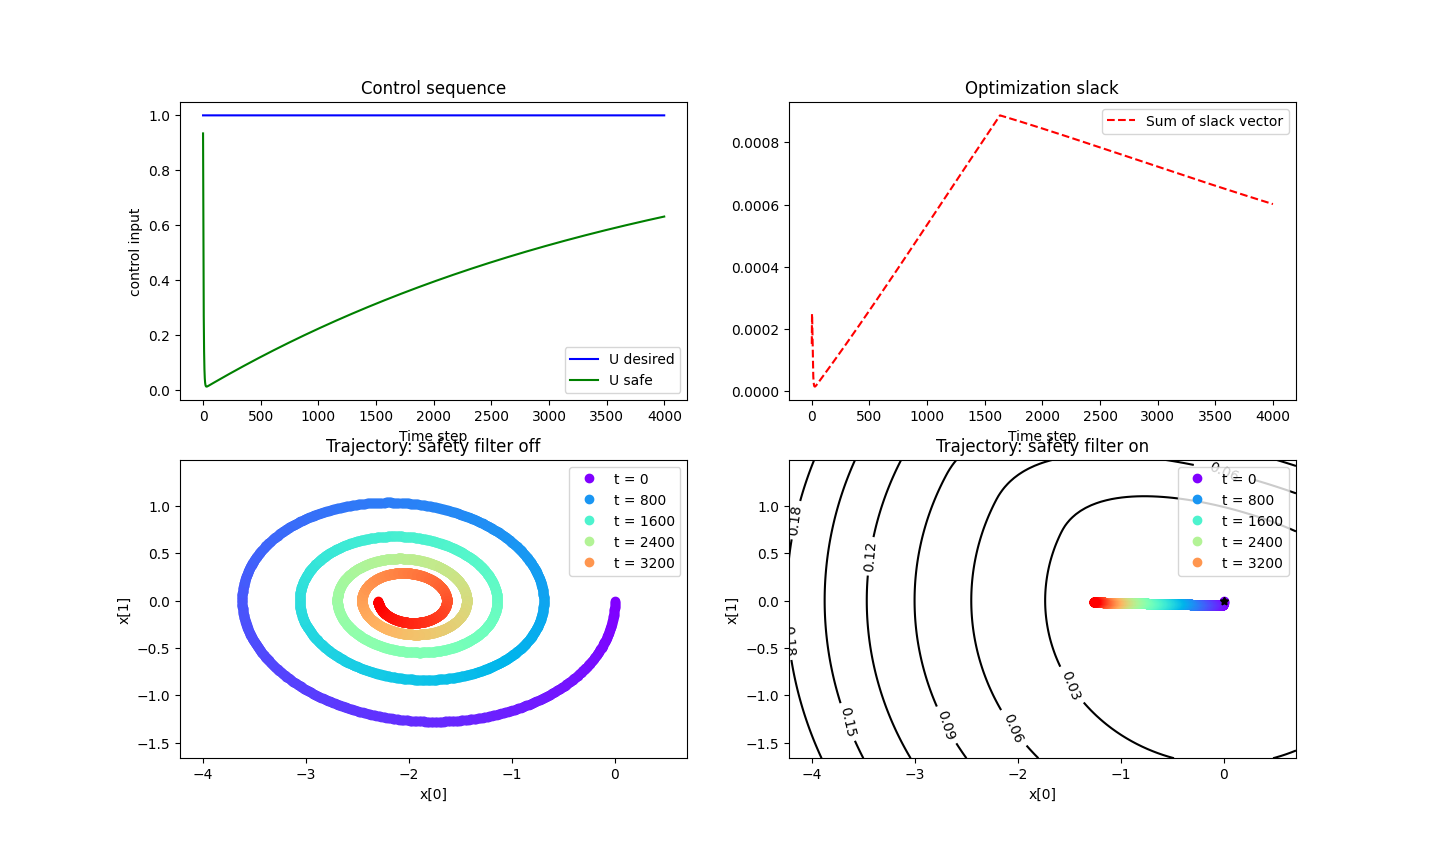 Control sequence
control input
1.0
0.8
0.6
0.4
0.2
0.0
U desired
U safe
0 500 1000 1500 2000 2500 3000 3500 4000
Time step
Optimization slack
Sum of slack vector
0.0008
0.0006
0.0004
0.0002
0.0000
0 500 1000 1500 2000 2500 3000 3500 4000
Time step
Trajectory: safety filter off
x[1]
1.0
0.5
0.0
−0.5
−1.0
−1.5
t = 0
t = 800
t = 1600
t = 2400
t = 3200
−4 −3 −2 −1 0
x[0]
Trajectory: safety filter on
x[1]
1.0
0.5
0.0
−0.5
−1.0
−1.5
0.06
t = 0
t = 800
t = 1600
t = 2400
t = 3200
0.18
0.12
0.18
0.03
0.15
0.09
0.06
−4 −3 −2 −1 0
x[0]